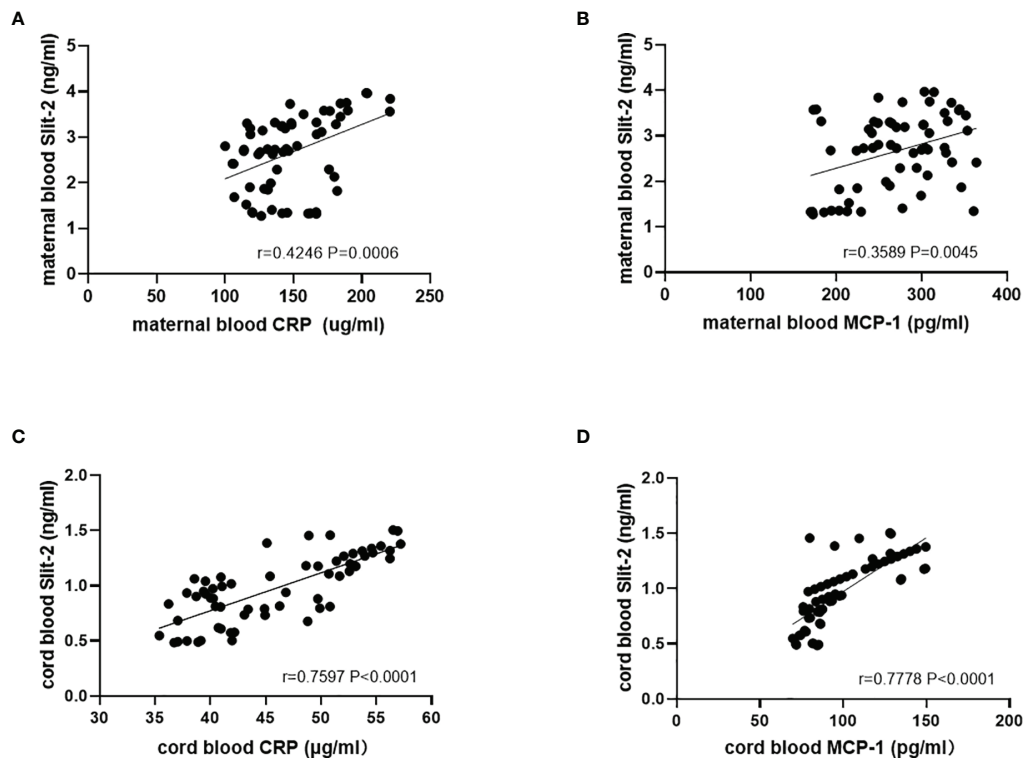 A
maternal blood Slit-2 (ng/ml)
5
4
3
2
1
0
0 50 100 150 200 250
r=0.4246 P=0.0006
maternal blood CRP (ug/ml)
B
maternal blood Slit-2 (ng/ml)
5
4
3
2
1
0
0 100 200 300 400
r=0.3589 P=0.0045
maternal blood MCP-1 (pg/ml)
C
cord blood Slit-2 (ng/ml)
2.0
1.5
1.0
0.5
0.0
30 35 40 45 50 55 60
r=0.7597 P<0.0001
cord blood CRP (μg/ml）
D
cord blood Slit-2 (ng/ml)
2.0
1.5
1.0
0.5
0.0
0 50 100 150 200
r=0.7778 P<0.0001
cord blood MCP-1 (pg/ml）